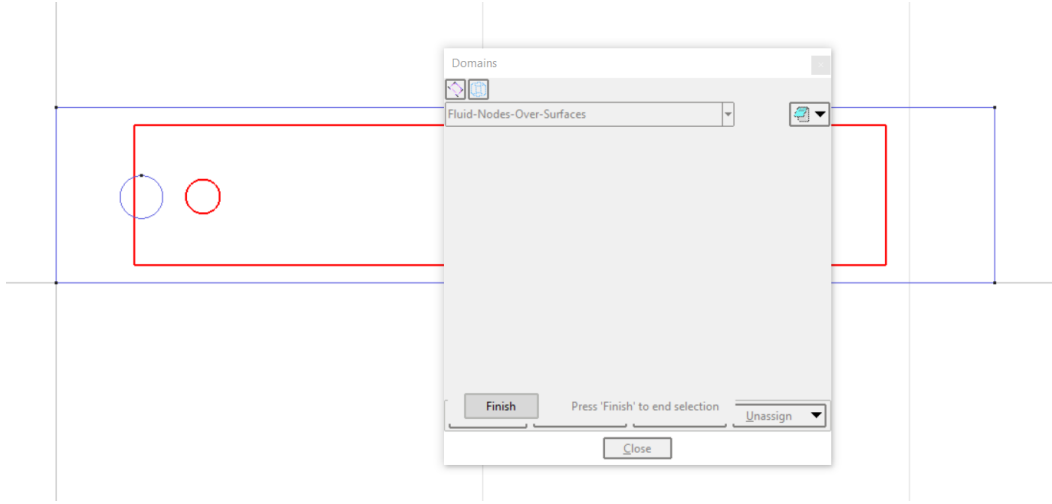 Domains
Fluid-Nodes-Over-Surfaces
Finish Press 'Finish' to end selection Unassign
Close